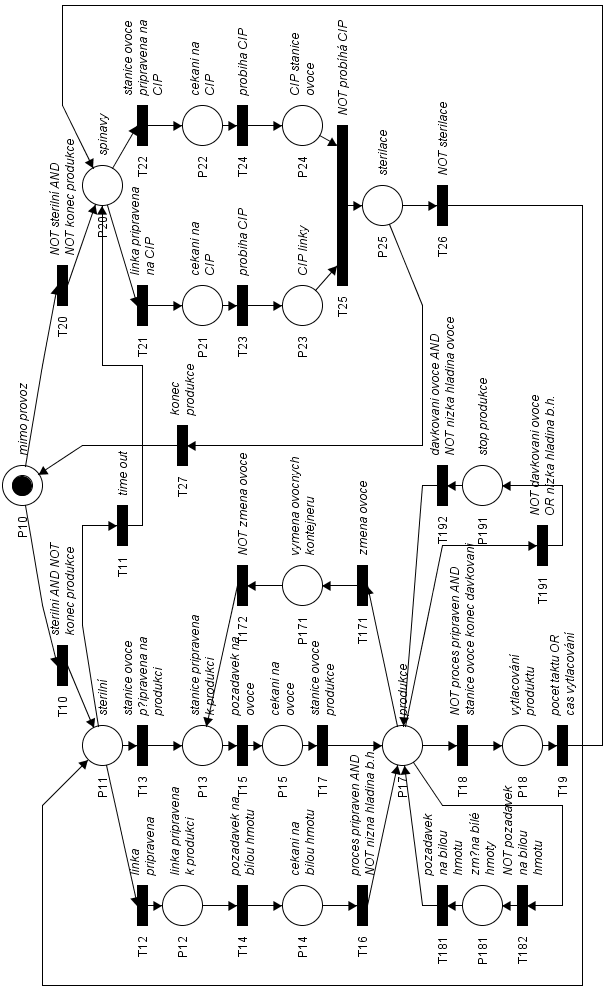 P10
mimo provoz
T10
sterilní AND NOT
konec produkce
T20
NOT sterilní AND
NOT konec produkce
P11
sterilní
P20
spinavy
T11
time out
T12
linka
pripravena
T13
stanice ovoce
p?ipravena na
produkci
T21
linka pripravena
na CIP
T22
stanice ovoce
pripravena na
CIP
T27
konec
produkce
P12
linka pripravena
k produkci
P13
stanice pripravena
k produkci
P21
cekani na
CIP
P22
cekani na
CIP
T14
pozadavek na
bilou hmotu
T15
pozadavek na
ovoce
T172
NOT zmena ovoce
T23
probiha CIP
T24
probiha CIP
P14
cekani na
bilou hmotu
P15
cekani na
ovoce
P171
vymena ovocnych
kontejneru
P23
CIP linky
P24
CIP stanice
ovoce
T16
proces pripraven AND
NOT nizna hladina b.h.
T17
stanice ovoce
produkce
T171
zmena ovoce
T25
NOT probihá CIP
P17
produkce
P25
sterilace
T181
pozadavek
na bilou
hmotu
T18
NOT proces pripraven AND
stanice ovoce konec davkovani
T192
davkovani ovoce AND
NOT nizka hladina ovoce
T26
NOT sterilace
P181
zm?na bílé
hmoty
P18
vytlacování
produktu
P191
stop produkce
T182
NOT pozadavek
na bilou
hmotu
T19
pocet taktu OR
cas vytlacování
T191
NOT davkovani ovoce
OR nizka hladina b.h.